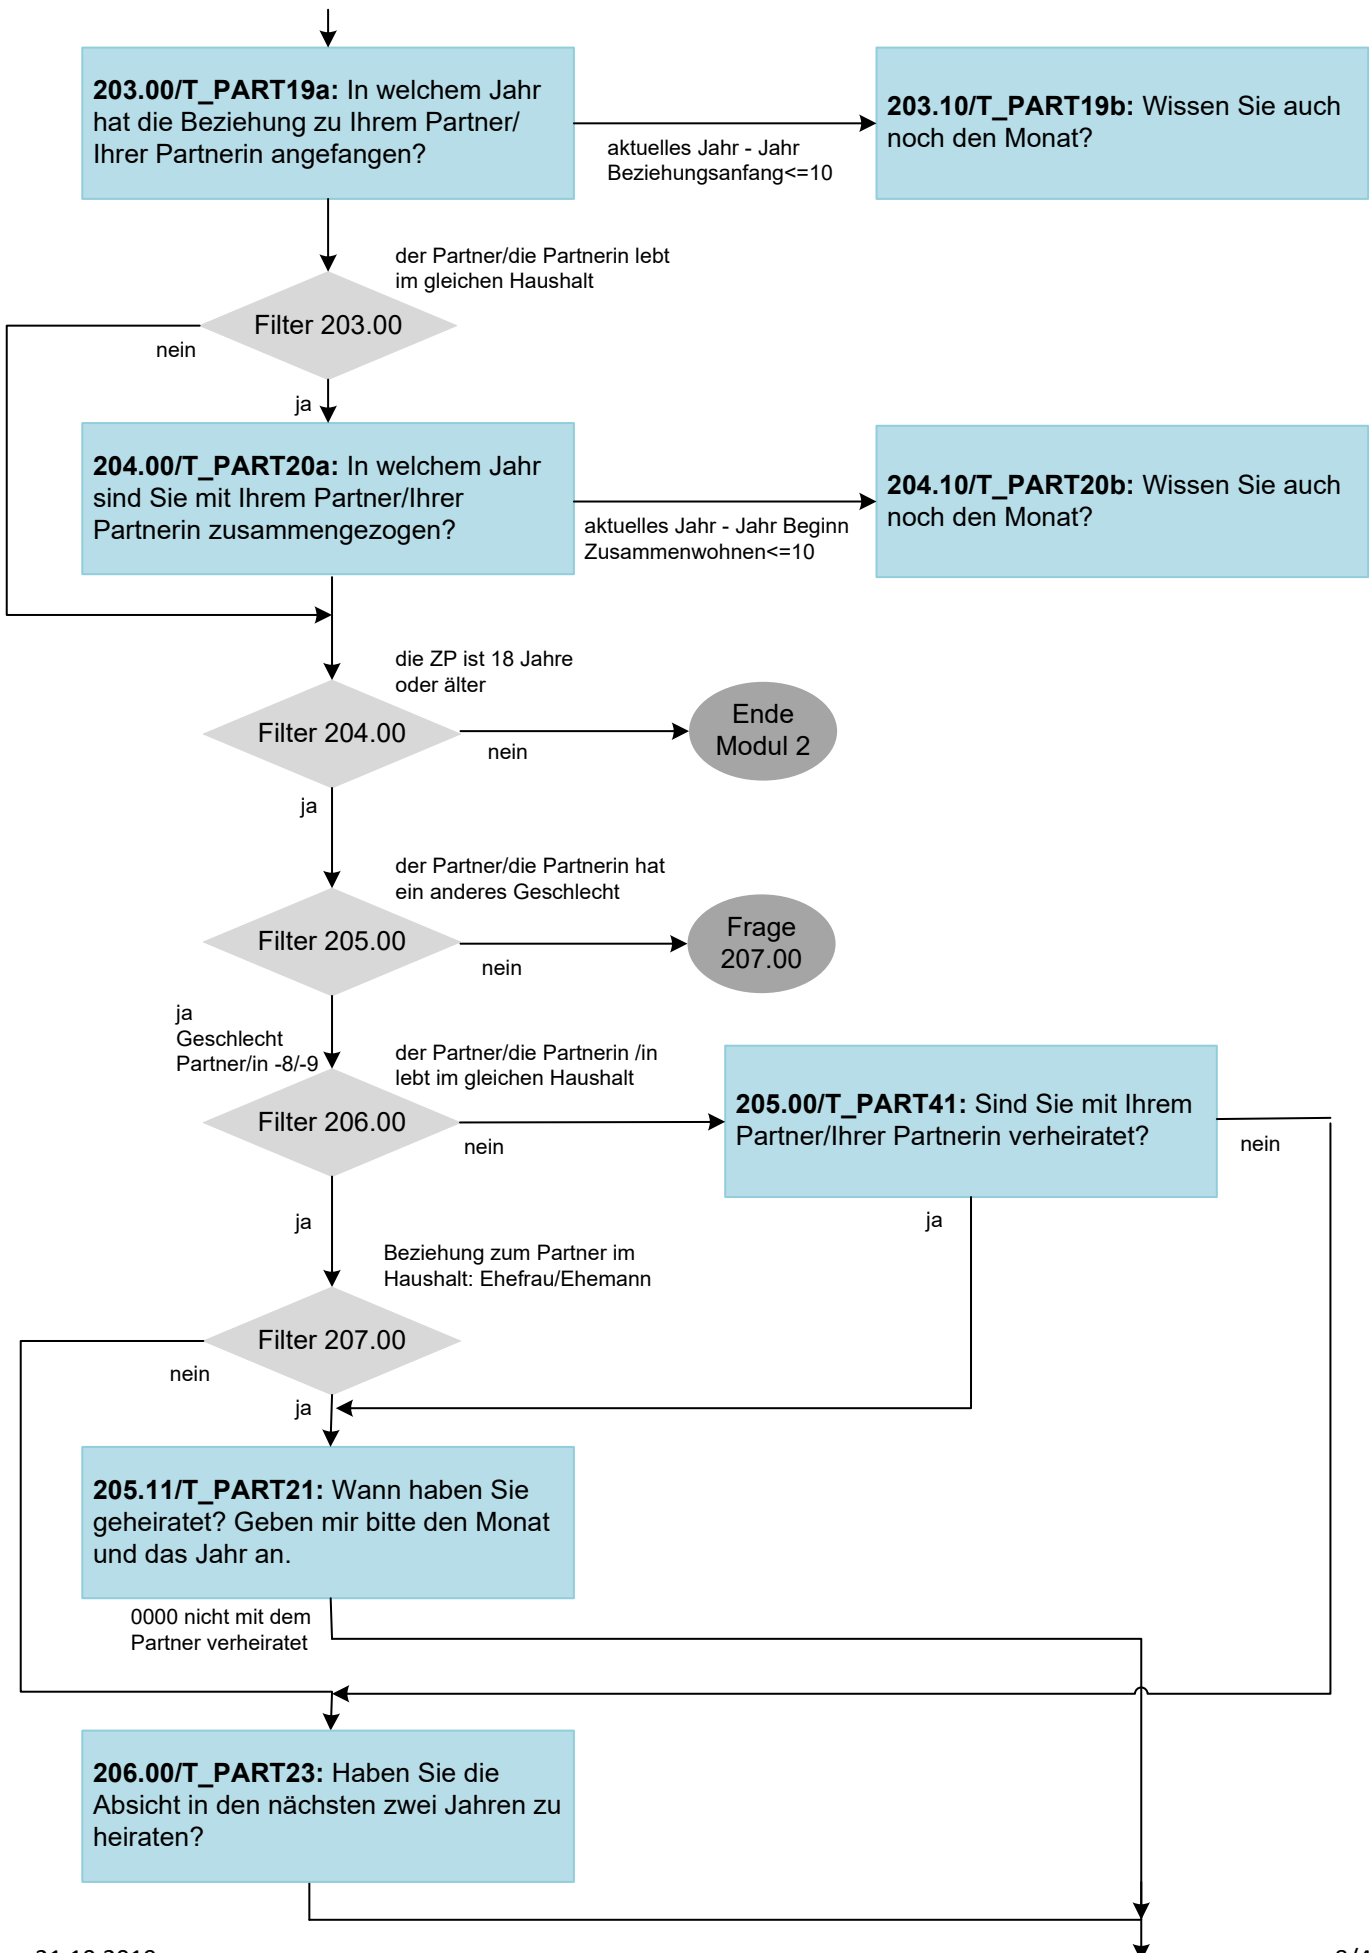 203.00/T_PART19a: In welchem Jahr
hat die Beziehung zu Ihrem Partner/
Ihrer Partnerin angefangen?
aktuelles Jahr - Jahr
Beziehungsanfang<=10
203.10/T_PART19b: Wissen Sie auch
noch den Monat?
der Partner/die Partnerin lebt
im gleichen Haushalt
Filter 203.00
nein
ja
204.00/T_PART20a: In welchem Jahr
sind Sie mit Ihrem Partner/Ihrer
Partnerin zusammengezogen?
aktuelles Jahr - Jahr Beginn
Zusammenwohnen<=10
204.10/T_PART20b: Wissen Sie auch
noch den Monat?
die ZP ist 18 Jahre
oder älter
Filter 204.00
nein
Ende
Modul 2
ja
der Partner/die Partnerin hat
ein anderes Geschlecht
Filter 205.00
nein
Frage
207.00
ja
Geschlecht
Partner/in -8/-9
der Partner/die Partnerin /in
lebt im gleichen Haushalt
Filter 206.00
nein
205.00/T_PART41: Sind Sie mit Ihrem
Partner/Ihrer Partnerin verheiratet?
nein
ja
ja
Beziehung zum Partner im
Haushalt: Ehefrau/Ehemann
Filter 207.00
nein
ja
205.11/T_PART21: Wann haben Sie
geheiratet? Geben mir bitte den Monat
und das Jahr an.
0000 nicht mit dem
Partner verheiratet
206.00/T_PART23: Haben Sie die
Absicht in den nächsten zwei Jahren zu
heiraten?